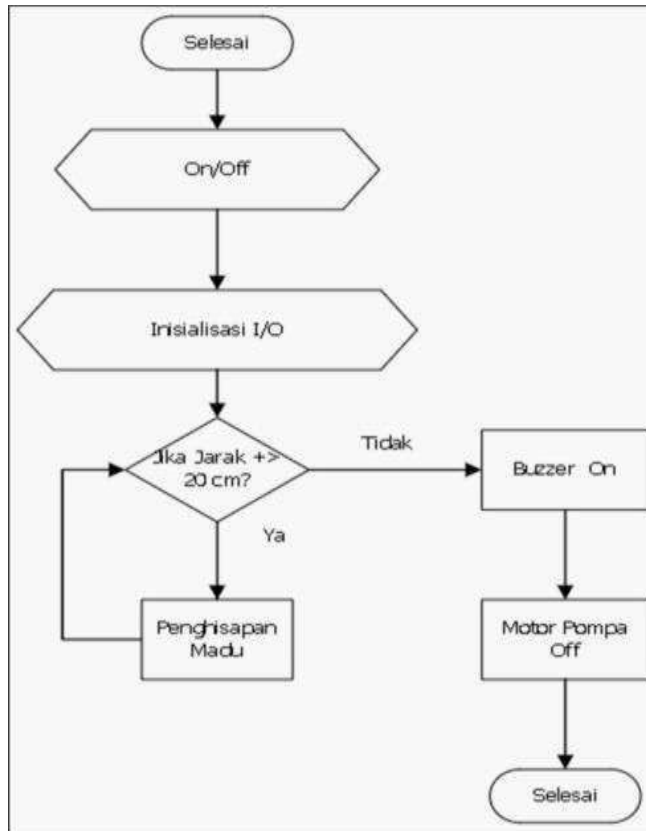 Selesai
On/Off
Inisialisasi I/O
Jika Jarak +>
20 cm?
Tidak
Buzzer On
Ya
Penghisapan
Madu
Motor Pompa
Off
Selesai